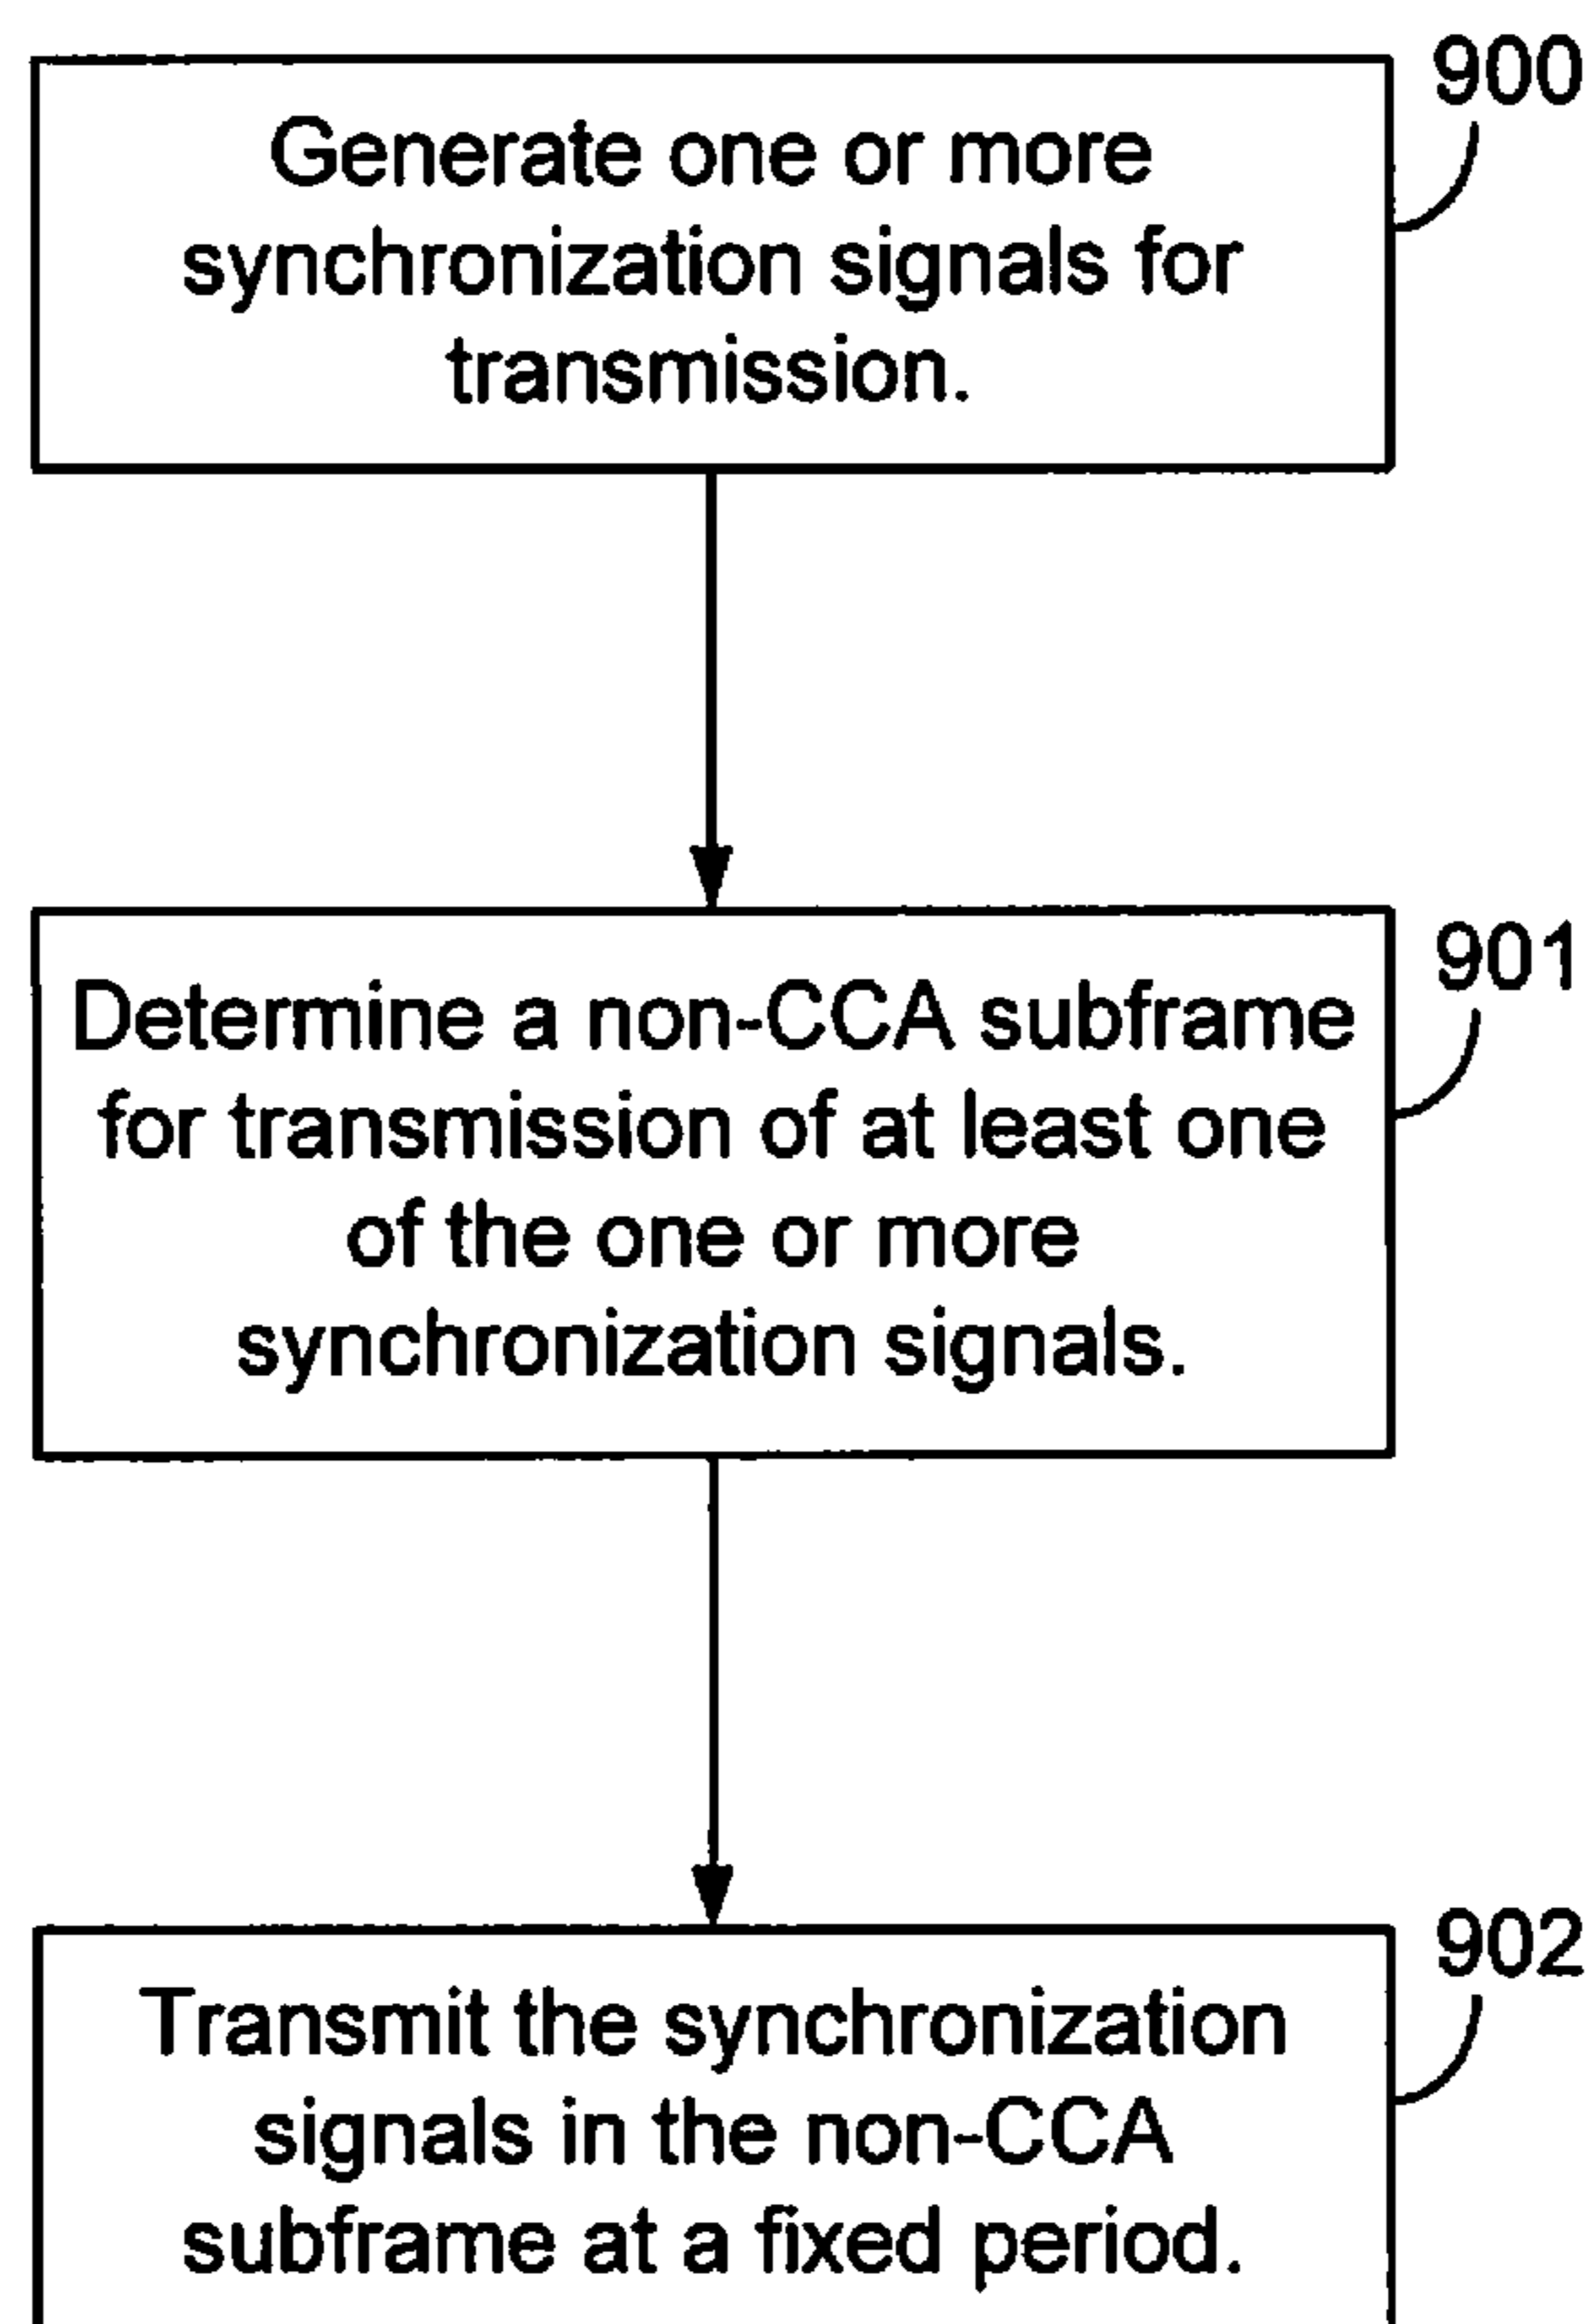 900
Generate one or more
synchronization signals for
transmission.
901
Determine a non-CCA subframe
for transmission of at least one
of the one or more
synchronization signals.
902
Transmit the synchronization
signals in the non-CCA
subframe at a fixed period.